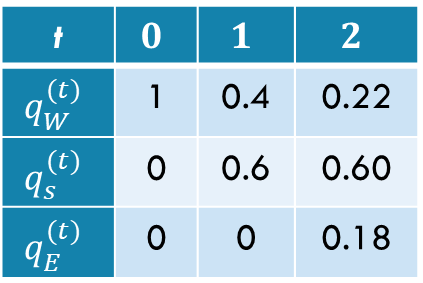 t 0 1 2
q_W^(t) 1 0.4 0.22
q_s^(t) 0 0.6 0.60
q_E^(t) 0 0 0.18